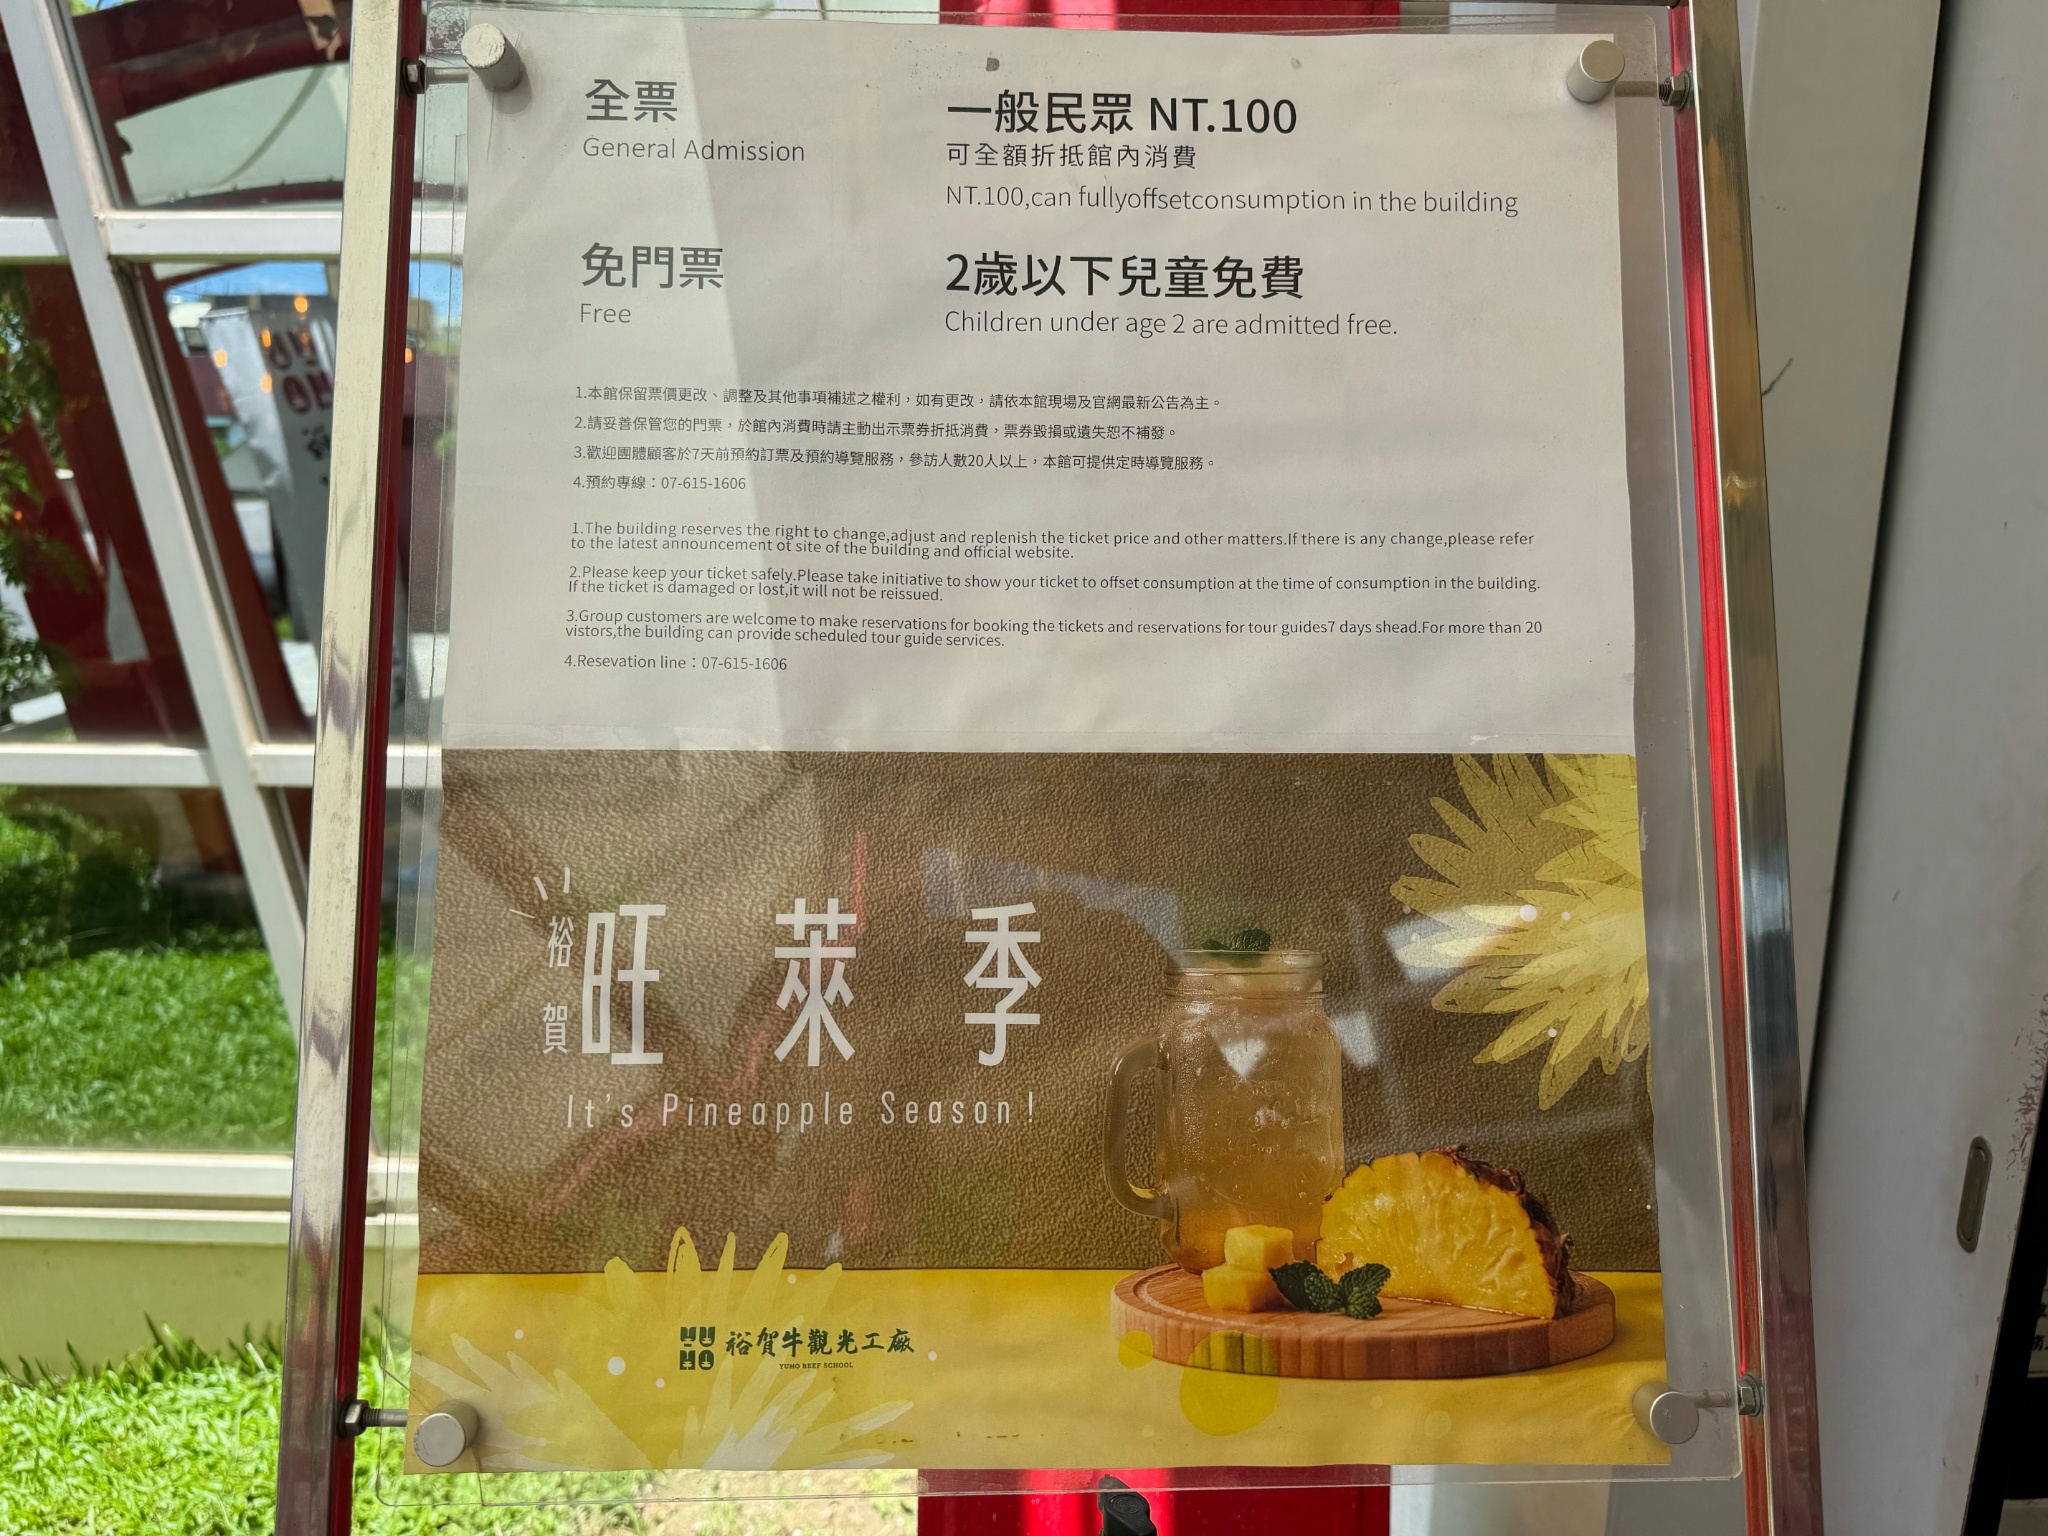 全票
General Admission
一般民眾 NT.100
可全額折抵館內消費
NT.100,can fullyoffsetconsumption in the building
免門票
Free
2歲以下兒童免費
Children under age 2 are admitted free.
1.本館保留票價更改、調整及其他事項補述之權利，如有更改，請依本館現場及官網最新公告為主。
2.請妥善保管您的門票，於館內消費時請主動出示票券折抵消費，票券毀損或遺失恕不補發。
3.歡迎團體顧客於7天前預約訂票及預約導覽服務，參訪人數20人以上，本館可提供定時導覽服務。
4.預約專線：07-615-1606
1.The building reserves the right to change,adjust and replenish the ticket price and other matters.If there is any change,please refer
to the latest announcement ot site of the building and official website.
2.Please keep your ticket safely.Please take initiative to show your ticket to offset consumption at the time of consumption in the building.
If the ticket is damaged or lost,it will not be reissued.
3.Group customers are welcome to make reservations for booking the tickets and reservations for tour guides7 days shead.For more than 20
vistors,the building can provide scheduled tour guide services.
4.Resevation line：07-615-1606
裕賀
旺萊季
It's Pineapple Season!
YUHO
裕賀牛觀光工廠
YUHO BEEF SCHOOL